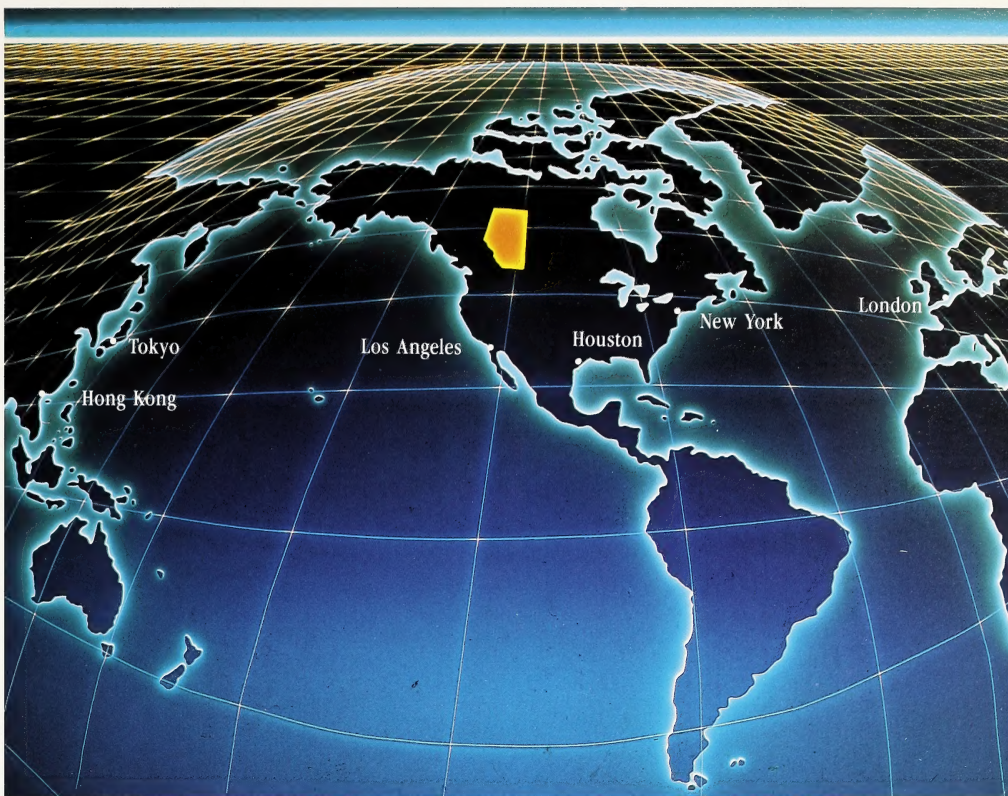 London
New York
Houston
Los Angeles
Tokyo
Hong Kong